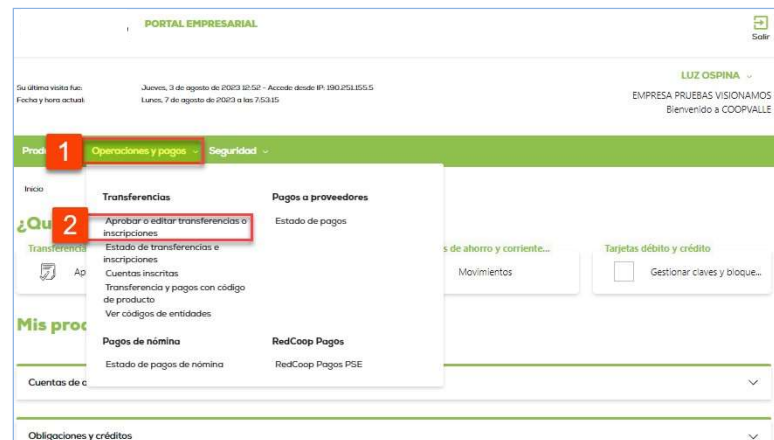 PORTAL EMPRESARIAL
Salir
LUZ OSPINA
Su última visita fue: Jueves, 3 de agosto de 2023 12:52 - Accede desde IP: 190.251.155.5
Fecha y hora actual: Lunes, 7 de agosto de 2023 a las 7:53:15
EMPRESA PRUEBAS VISIONAMOS
Bienvenido a COOPVALLE
Produ 1 Operaciones y pagos Seguridad
Inicio
Transferencias
Pagos a proveedores
¿Qu
2
Aprobar o editar transferencias o
inscripciones
Estado de pagos
Transferencia
Estado de transferencias e
inscripciones
Cuentas inscritas
Transferencia y pagos con código
de producto
Ver códigos de entidades
Ap
s de ahorro y corriente...
Movimientos
Tarjetas débito y crédito
Gestionar claves y bloque...
Mis proc
Pagos de nómina
RedCoop Pagos
Estado de pagos de nómina
RedCoop Pagos PSE
Cuentas de a
Obligaciones y créditos